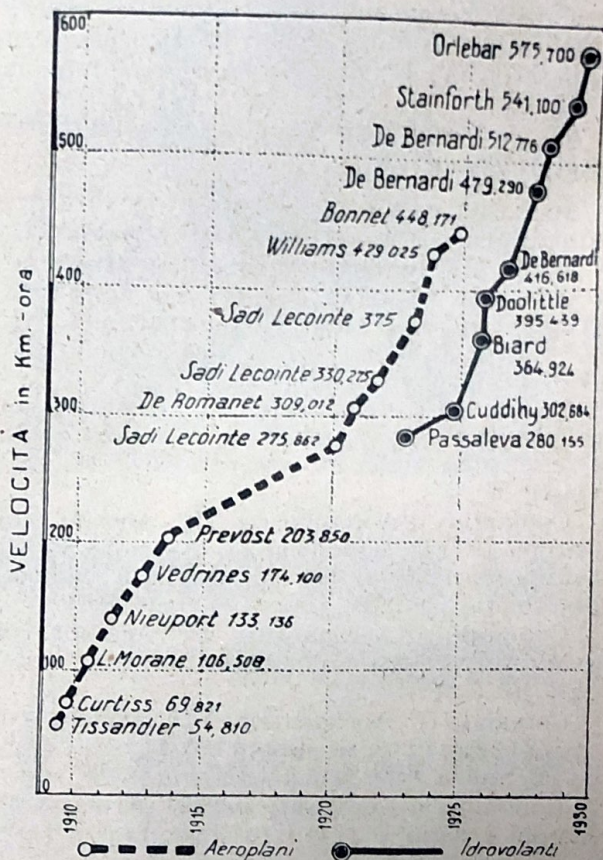 600
Orlebar 575,700
Stainforth 541,100
500
De Bernardi 512,776
De Bernardi 479,290
Bonnet 448,171
Williams 429 025
400
De Bernardi
416,618
Sadi Lecointe 375
Doolittle
395 439
Biard
364,924
Sadi Lecointe 330,275
De Romanet 309,012
300
Cuddihy 302,684
Sadi Lecointe 275,862
Passaleva 280 155
VELOCITÀ in Km.-ora
200
Prevost 203,850
Vedrines 174,100
Nieuport 133,136
100
L. Morane 106,508
Curtiss 69 821
Tissandier 54,810
0
1910
1915
1920
1925
1930
Aeroplani
Idrovolanti